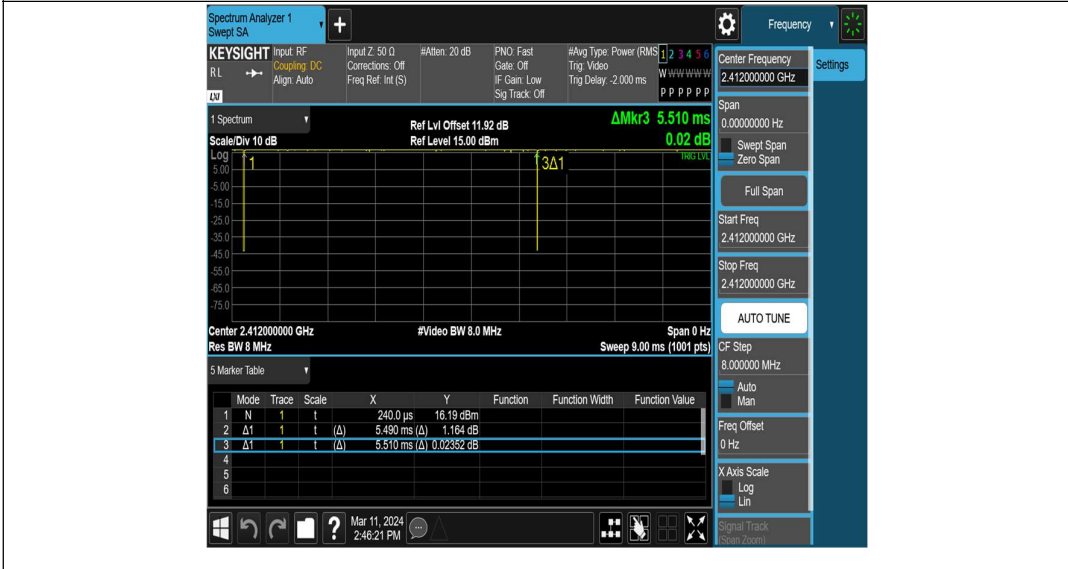 Spectrum Analyzer 1
Swept SA
+
Frequency
KEYSIGHT
RL
LXI
Input: RF
Coupling: DC
Align: Auto
Input Z: 50 Ω
Corrections: Off
Freq Ref: Int (S)
#Atten: 20 dB
PNO: Fast
Gate: Off
IF Gain: Low
Sig Track: Off
#Avg Type: Power (RMS
Trig: Video
Trig Delay: -2.000 ms
1 2 3 4 5 6
W W W W W W
P P P P P P
1 Spectrum
Scale/Div 10 dB
Ref Lvl Offset 11.92 dB
Ref Level 15.00 dBm
ΔMkr3 5.510 ms
0.02 dB
Log
TRIG LVL
1
3Δ1
5.00
-5.00
-15.0
-25.0
-35.0
-45.0
-55.0
-65.0
-75.0
Center 2.412000000 GHz
#Video BW 8.0 MHz
Span 0 Hz
Res BW 8 MHz
Sweep 9.00 ms (1001 pts)
5 Marker Table
Mode Trace Scale X Y Function Function Width Function Value
1 N 1 t 240.0 µs 16.19 dBm
2 Δ1 1 t (Δ) 5.490 ms (Δ) 1.164 dB
3 Δ1 1 t (Δ) 5.510 ms (Δ) 0.02352 dB
4
5
6
?
Mar 11, 2024
2:46:21 PM
Center Frequency
2.412000000 GHz
Settings
Span
0.00000000 Hz
Swept Span
Zero Span
Full Span
Start Freq
2.412000000 GHz
Stop Freq
2.412000000 GHz
AUTO TUNE
CF Step
8.000000 MHz
Auto
Man
Freq Offset
0 Hz
X Axis Scale
Log
Lin
Signal Track
(Span Zoom)